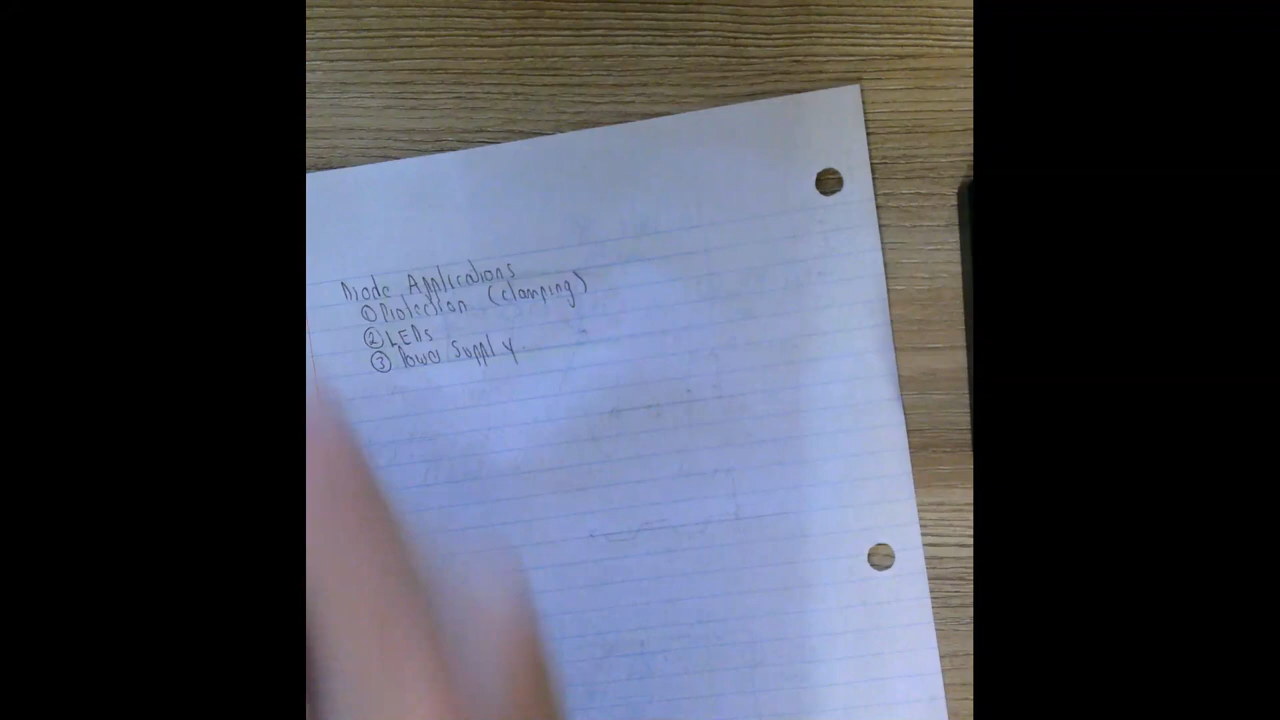 Diode Applications
① Protection (clamping)
② LEDs
③ Power Supply